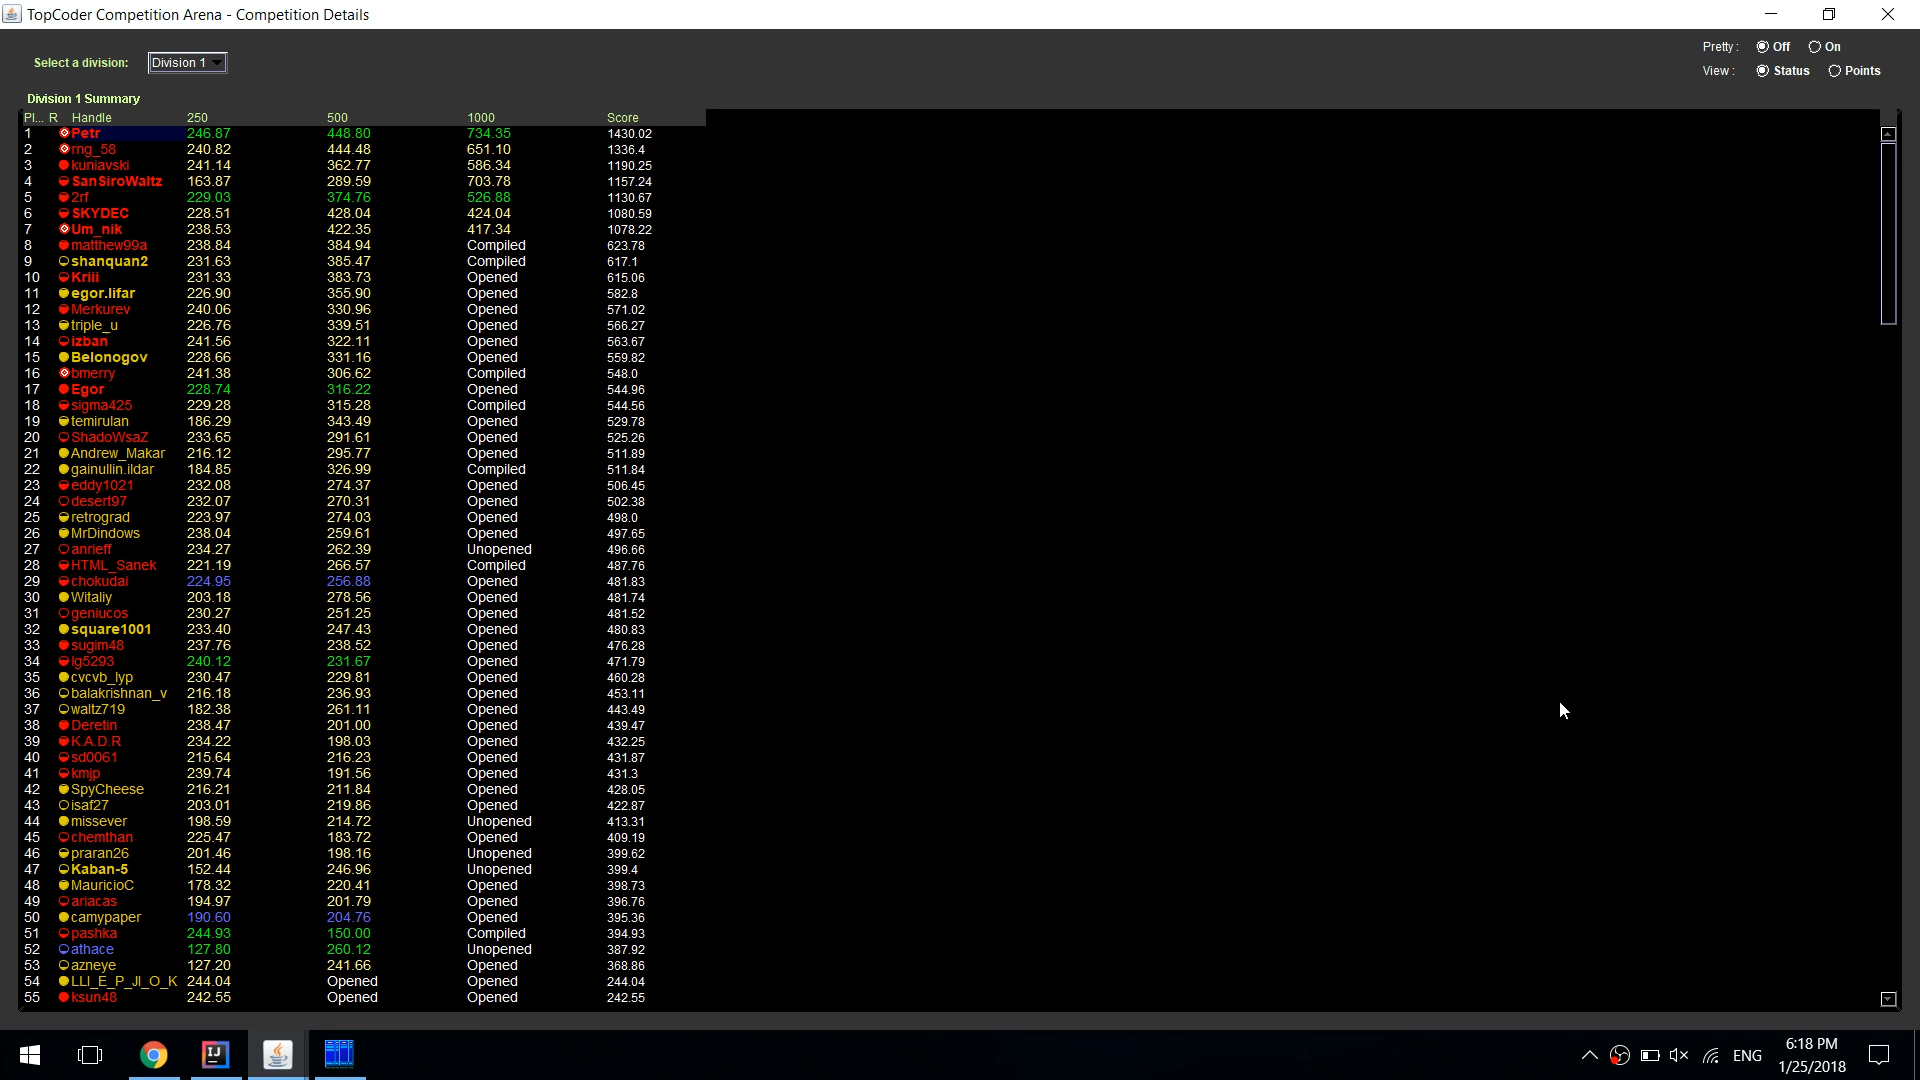 TopCoder Competition Arena - Competition Details
Pretty : Off On
Select a division: Division 1
View : Status Points
Division 1 Summary
Pl... R Handle 250 500 1000 Score
1 Petr 246.87 448.80 734.35 1430.02
2 rng_58 240.82 444.48 651.10 1336.4
3 kuniavski 241.14 362.77 586.34 1190.25
4 SanSiroWaltz 163.87 289.59 703.78 1157.24
5 2rf 229.03 374.76 526.88 1130.67
6 SKYDEC 228.51 428.04 424.04 1080.59
7 Um_nik 238.53 422.35 417.34 1078.22
8 matthew99a 238.84 384.94 Compiled 623.78
9 shanquan2 231.63 385.47 Compiled 617.1
10 Kriii 231.33 383.73 Opened 615.06
11 egor.lifar 226.90 355.90 Opened 582.8
12 Merkurev 240.06 330.96 Opened 571.02
13 triple_u 226.76 339.51 Opened 566.27
14 izban 241.56 322.11 Opened 563.67
15 Belonogov 228.66 331.16 Opened 559.82
16 bmerry 241.38 306.62 Compiled 548.0
17 Egor 228.74 316.22 Opened 544.96
18 sigma425 229.28 315.28 Compiled 544.56
19 temirulan 186.29 343.49 Opened 529.78
20 ShadoWsaZ 233.65 291.61 Opened 525.26
21 Andrew_Makar 216.12 295.77 Opened 511.89
22 gainullin.ildar 184.85 326.99 Compiled 511.84
23 eddy1021 232.08 274.37 Opened 506.45
24 desert97 232.07 270.31 Opened 502.38
25 retrograd 223.97 274.03 Opened 498.0
26 MrDindows 238.04 259.61 Opened 497.65
27 anrieff 234.27 262.39 Unopened 496.66
28 HTML_Sanek 221.19 266.57 Compiled 487.76
29 chokudai 224.95 256.88 Opened 481.83
30 Witaliy 203.18 278.56 Opened 481.74
31 geniucos 230.27 251.25 Opened 481.52
32 square1001 233.40 247.43 Opened 480.83
33 sugim48 237.76 238.52 Opened 476.28
34 lg5293 240.12 231.67 Opened 471.79
35 cvcvb_lyp 230.47 229.81 Opened 460.28
36 balakrishnan_v 216.18 236.93 Opened 453.11
37 waltz719 182.38 261.11 Opened 443.49
38 Deretin 238.47 201.00 Opened 439.47
39 K.A.D.R 234.22 198.03 Opened 432.25
40 sd0061 215.64 216.23 Opened 431.87
41 kmjp 239.74 191.56 Opened 431.3
42 SpyCheese 216.21 211.84 Opened 428.05
43 isaf27 203.01 219.86 Opened 422.87
44 missever 198.59 214.72 Unopened 413.31
45 chemthan 225.47 183.72 Opened 409.19
46 praran26 201.46 198.16 Unopened 399.62
47 Kaban-5 152.44 246.96 Unopened 399.4
48 MauricioC 178.32 220.41 Opened 398.73
49 ariacas 194.97 201.79 Opened 396.76
50 camypaper 190.60 204.76 Opened 395.36
51 pashka 244.93 150.00 Compiled 394.93
52 athace 127.80 260.12 Unopened 387.92
53 azneye 127.20 241.66 Opened 368.86
54 LLI_E_P_JI_O_K 244.04 Opened Opened 244.04
55 ksun48 242.55 Opened Opened 242.55
IJ
ENG
6:18 PM
1/25/2018